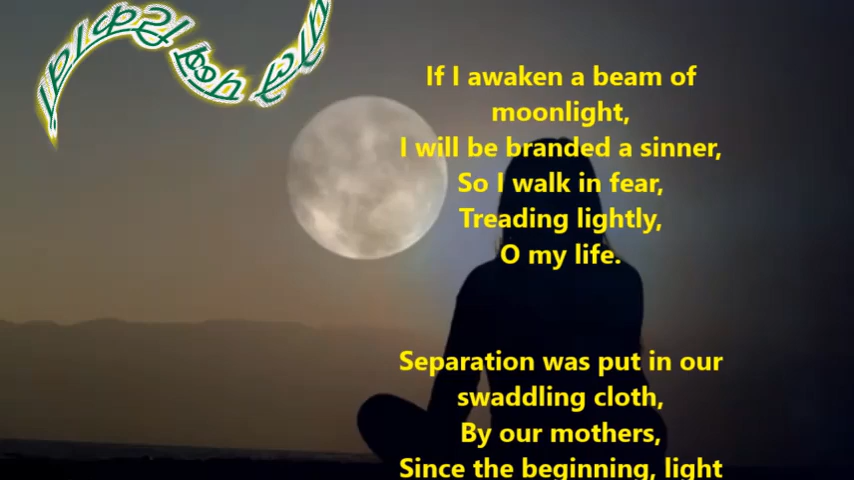 If I awaken a beam of
moonlight,
I will be branded a sinner,
So I walk in fear,
Treading lightly,
O my life.
Separation was put in our
swaddling cloth,
By our mothers,
Since the beginning, light